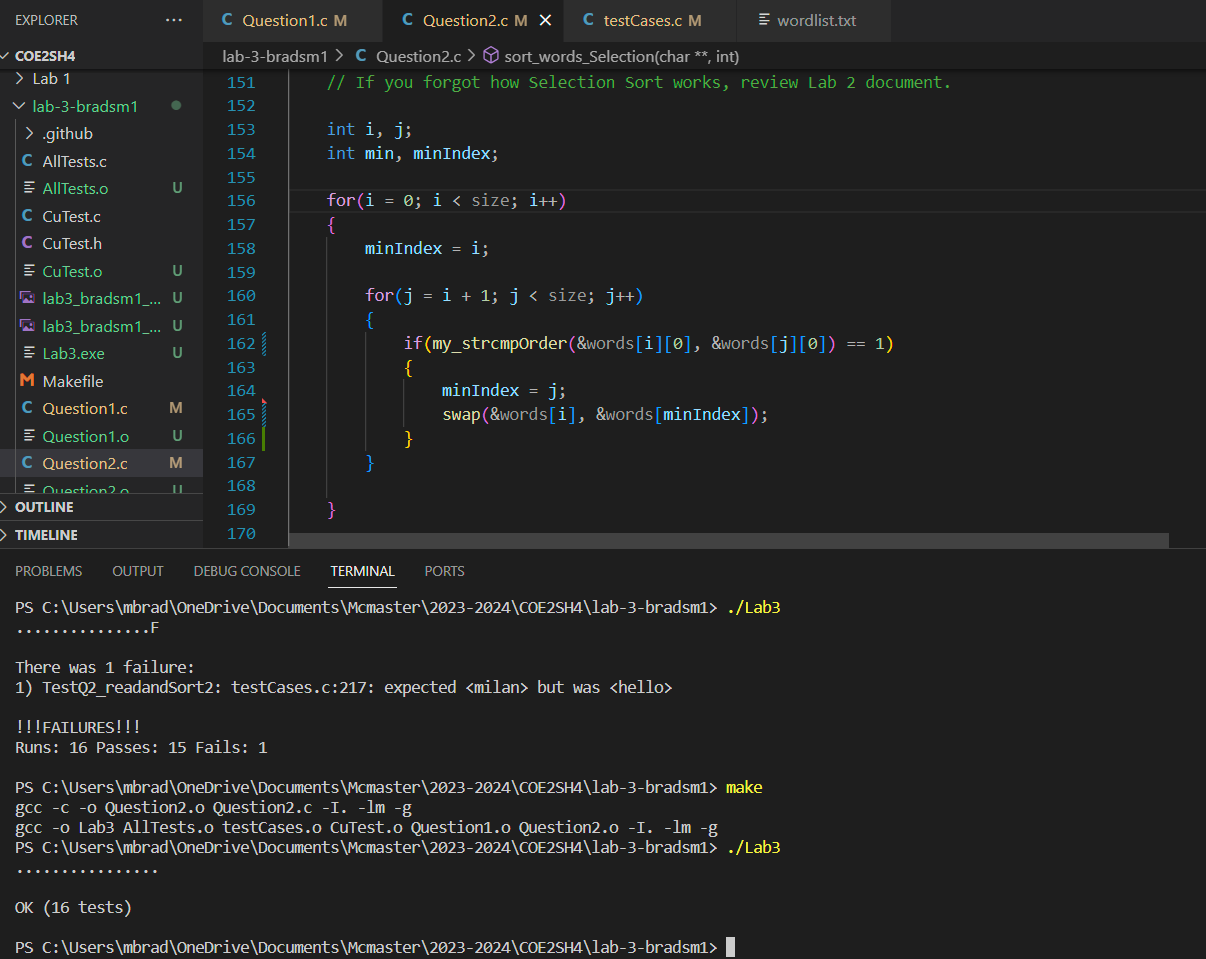 EXPLORER ···
COE2SH4
Lab 1
lab-3-bradsm1
.github
C AllTests.c
AllTests.o U
C CuTest.c
C CuTest.h
CuTest.o U
lab3_bradsm1_... U
lab3_bradsm1_... U
Lab3.exe U
M Makefile
C Question1.c M
Question1.o U
C Question2.c M
Question2.o U
OUTLINE
TIMELINE
C Question1.c M
C Question2.c M ×
C testCases.c M
wordlist.txt
lab-3-bradsm1 > C Question2.c > sort_words_Selection(char **, int)
151 // If you forgot how Selection Sort works, review Lab 2 document.
152
153 int i, j;
154 int min, minIndex;
155
156 for(i = 0; i < size; i++)
157 {
158 minIndex = i;
159
160 for(j = i + 1; j < size; j++)
161 {
162 if(my_strcmpOrder(&words[i][0], &words[j][0]) == 1)
163 {
164 minIndex = j;
165 swap(&words[i], &words[minIndex]);
166 }
167 }
168
169 }
170
PROBLEMS OUTPUT DEBUG CONSOLE TERMINAL PORTS
PS C:\Users\mbrad\OneDrive\Documents\Mcmaster\2023-2024\COE2SH4\lab-3-bradsm1> ./Lab3
...............F
There was 1 failure:
1) TestQ2_readandSort2: testCases.c:217: expected <milan> but was <hello>
!!!FAILURES!!!
Runs: 16 Passes: 15 Fails: 1
PS C:\Users\mbrad\OneDrive\Documents\Mcmaster\2023-2024\COE2SH4\lab-3-bradsm1> make
gcc -c -o Question2.o Question2.c -I. -lm -g
gcc -o Lab3 AllTests.o testCases.o CuTest.o Question1.o Question2.o -I. -lm -g
PS C:\Users\mbrad\OneDrive\Documents\Mcmaster\2023-2024\COE2SH4\lab-3-bradsm1> ./Lab3
................
OK (16 tests)
PS C:\Users\mbrad\OneDrive\Documents\Mcmaster\2023-2024\COE2SH4\lab-3-bradsm1>